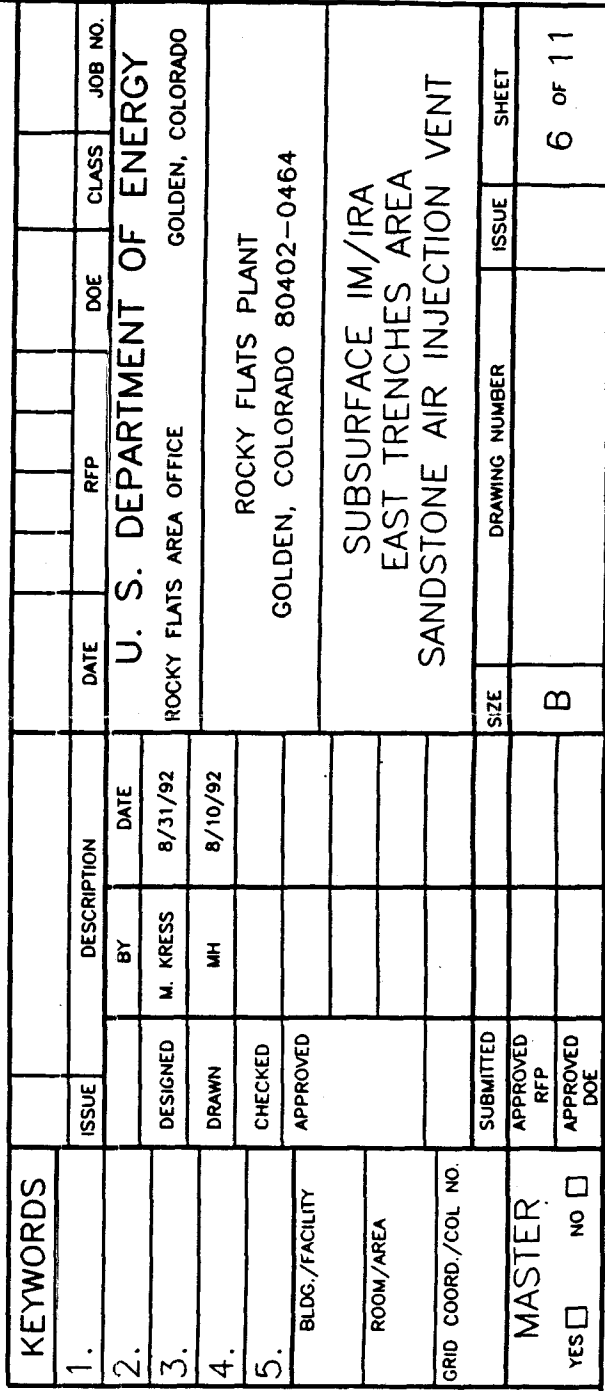 KEYWORDS
1.
2.
3.
4.
5.
BLDG./FACILITY
ROOM/AREA
GRID COORD./COL NO.
MASTER
YES □ NO □
ISSUE DESCRIPTION DATE RFP DOE CLASS JOB NO.
BY DATE
DESIGNED M. KRESS 8/31/92
DRAWN MH 8/10/92
CHECKED
APPROVED
SUBMITTED
APPROVED
RFP
APPROVED
DOE
U. S. DEPARTMENT OF ENERGY
ROCKY FLATS AREA OFFICE GOLDEN, COLORADO
ROCKY FLATS PLANT
GOLDEN, COLORADO 80402-0464
SUBSURFACE IM/IRA
EAST TRENCHES AREA
SANDSTONE AIR INJECTION VENT
SIZE DRAWING NUMBER ISSUE SHEET
B 6 OF 11